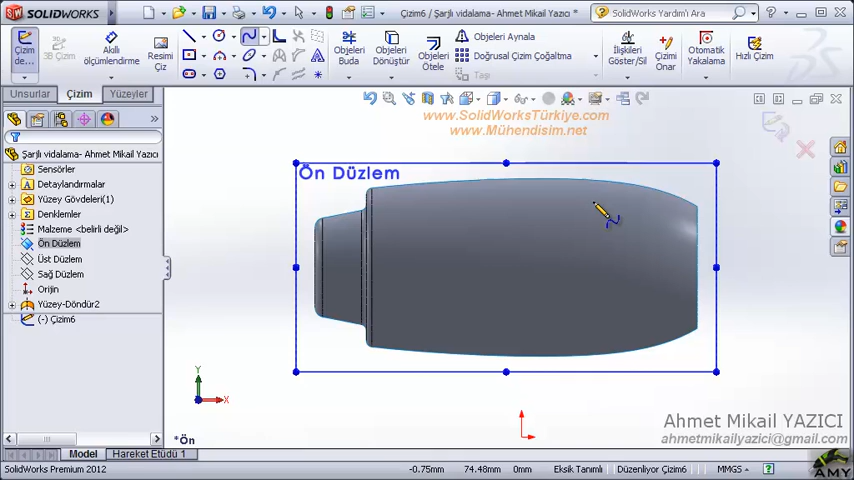 SOLIDWORKS
Çizim6 / Şarjlı vidalama- Ahmet Mikail Yazıcı *
SolidWorks Yardım'ı Ara
Çizim de...
3B Çizim
Akıllı ölçümlendirme
Resimi Çiz
Objeleri Buda
Objeleri Dönüştür
Objeleri Ötele
Objeleri Aynala
Doğrusal Çizim Çoğaltma
Taşı
İlişkileri Göster/Sil
Çizimi Onar
Otomatik Yakalama
Hızlı Çizim
Unsurlar
Çizim
Yüzeyler
www.SolidWorksTürkiye.com
www.Mühendisim.net
Şarjlı vidalama- Ahmet Mikail Yazıcı
Sensörler
Detaylandırmalar
Yüzey Gövdeleri(1)
Denklemler
Malzeme <belirli değil>
Ön Düzlem
Üst Düzlem
Sağ Düzlem
Orijin
Yüzey-Döndür2
(-) Çizim6
Ön Düzlem
Y
X
*Ön
Ahmet Mikail YAZICI
ahmetmikailyazici@gmail.com
Model
Hareket Etüdü 1
SolidWorks Premium 2012
-0.75mm
74.48mm
0mm
Eksik Tanımlı
Düzenliyor Çizim6
MMGS
AMY